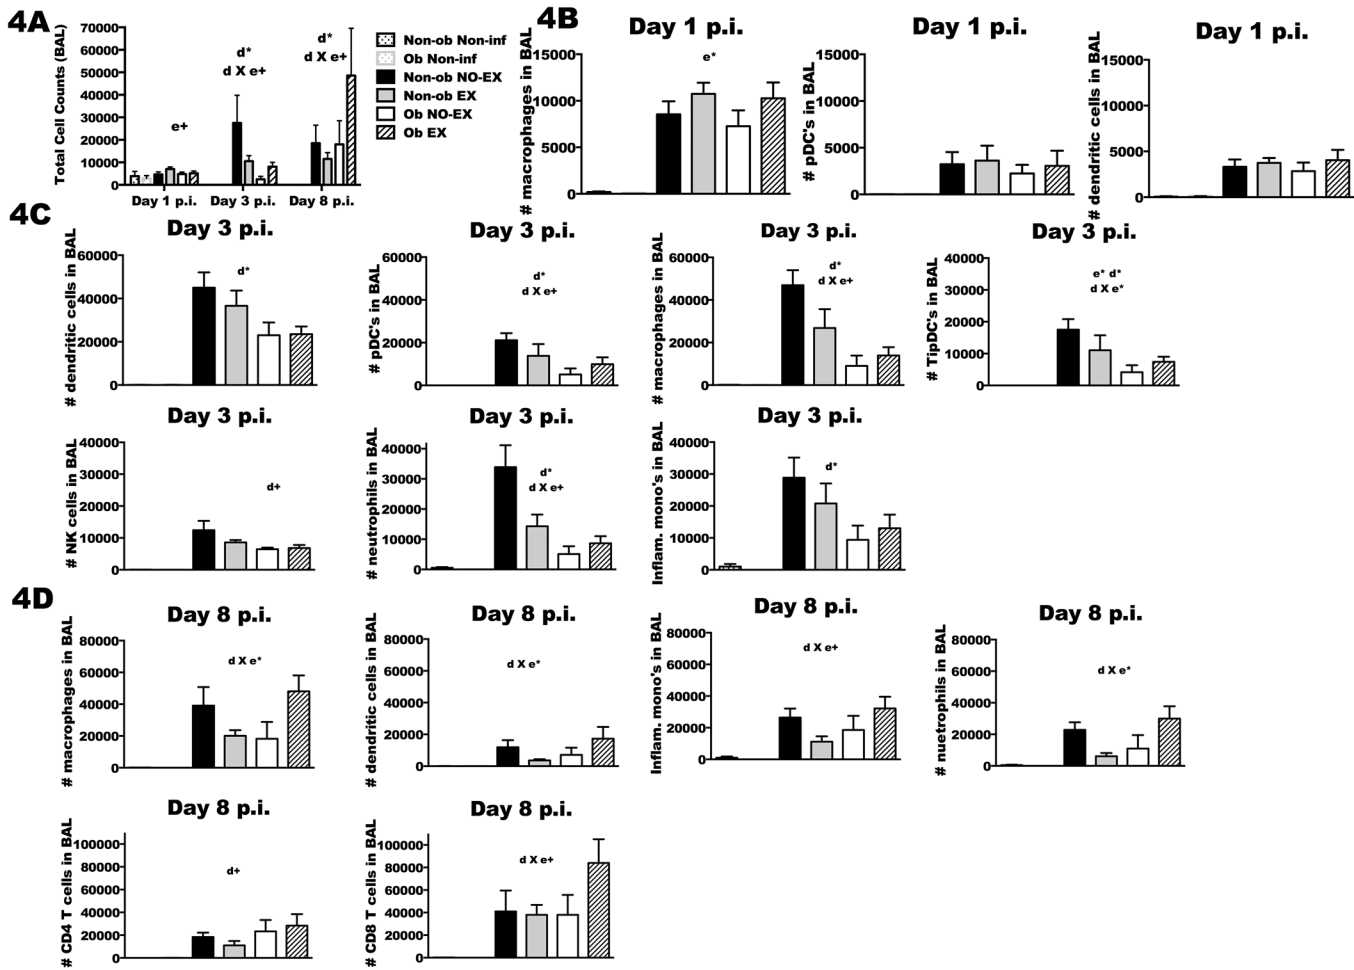 4A
Total Cell Counts (BAL)
70000
60000
50000
40000
30000
20000
10000
0
e+
d*
d X e+
d*
d X e+
Day 1 p.i.
Day 3 p.i.
Day 8 p.i.
Non-ob Non-inf
Ob Non-inf
Non-ob NO-EX
Non-ob EX
Ob NO-EX
Ob EX
4B
Day 1 p.i.
# macrophages in BAL
15000
10000
5000
0
e*
Day 1 p.i.
# pDC's in BAL
15000
10000
5000
0
Day 1 p.i.
# dendritic cells in BAL
15000
10000
5000
0
4C
Day 3 p.i.
# dendritic cells in BAL
60000
40000
20000
0
d*
Day 3 p.i.
# pDC's in BAL
60000
40000
20000
0
d*
d X e+
Day 3 p.i.
# macrophages in BAL
60000
40000
20000
0
d*
d X e+
Day 3 p.i.
# TipDC's in BAL
40000
30000
20000
10000
0
e* d*
d X e*
Day 3 p.i.
# NK cells in BAL
40000
30000
20000
10000
0
d+
Day 3 p.i.
# neutrophils in BAL
40000
30000
20000
10000
0
d*
d X e+
Day 3 p.i.
Inflam. mono's in BAL
40000
30000
20000
10000
0
d*
4D
Day 8 p.i.
# macrophages in BAL
80000
60000
40000
20000
0
d X e*
Day 8 p.i.
# dendritic cells in BAL
80000
60000
40000
20000
0
d X e*
Day 8 p.i.
Inflam. mono's in BAL
80000
60000
40000
20000
0
d X e+
Day 8 p.i.
# nuetrophils in BAL
80000
60000
40000
20000
0
d X e*
Day 8 p.i.
# CD4 T cells in BAL
100000
80000
60000
40000
20000
0
d+
Day 8 p.i.
# CD8 T cells in BAL
100000
80000
60000
40000
20000
0
d X e+